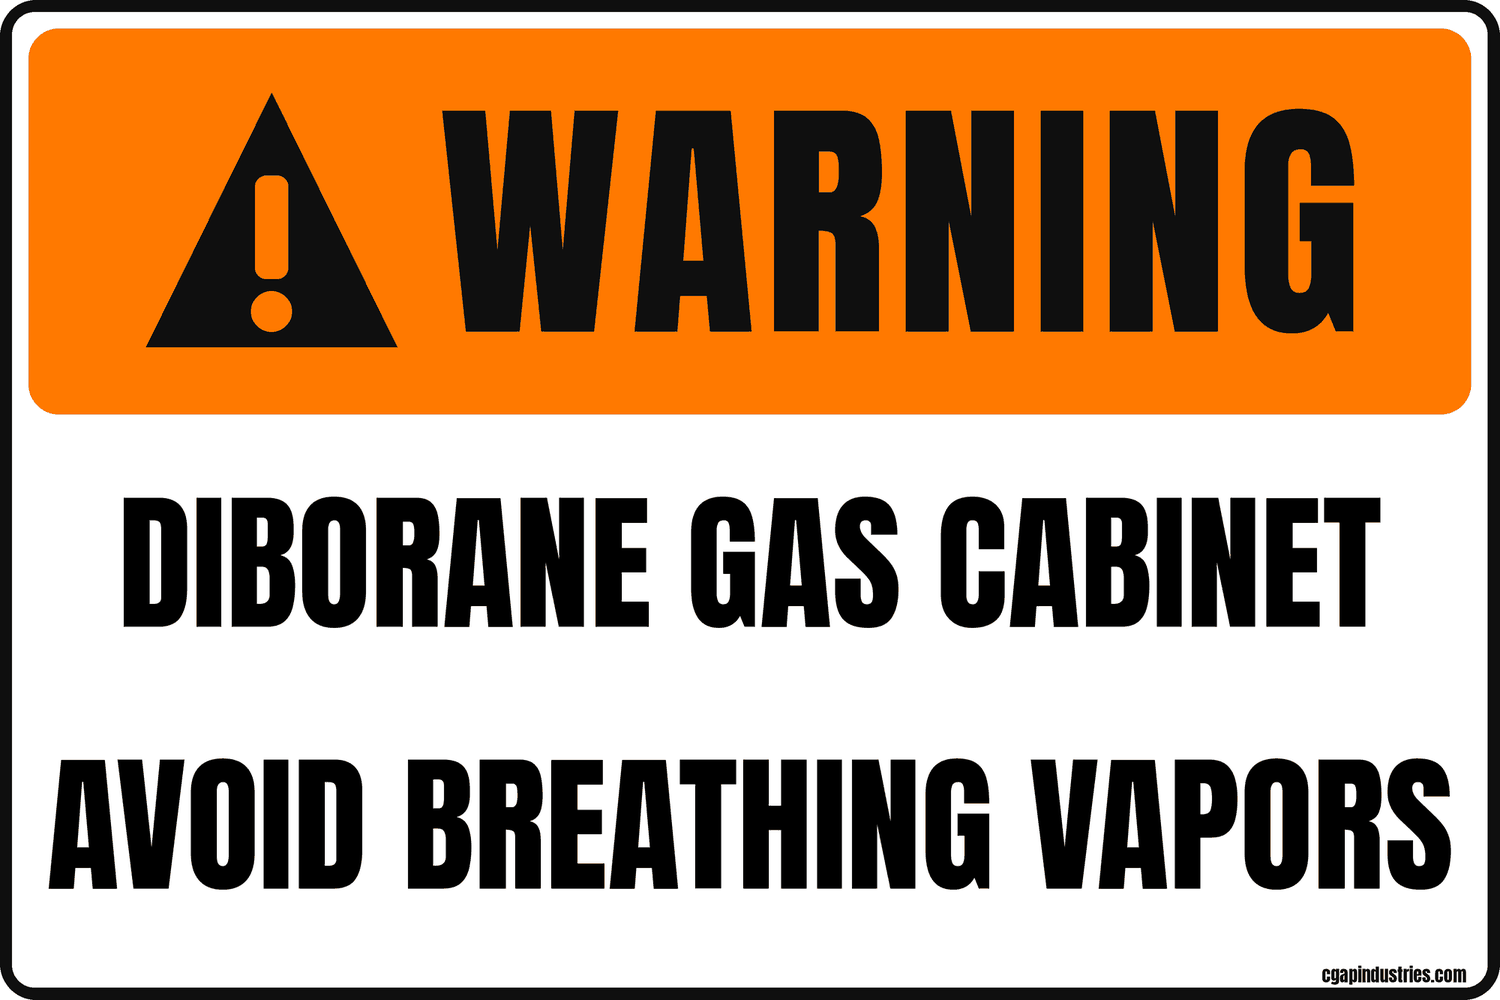 WARNING
DIBORANE GAS CABINET
AVOID BREATHING VAPORS
cgapindustries.com